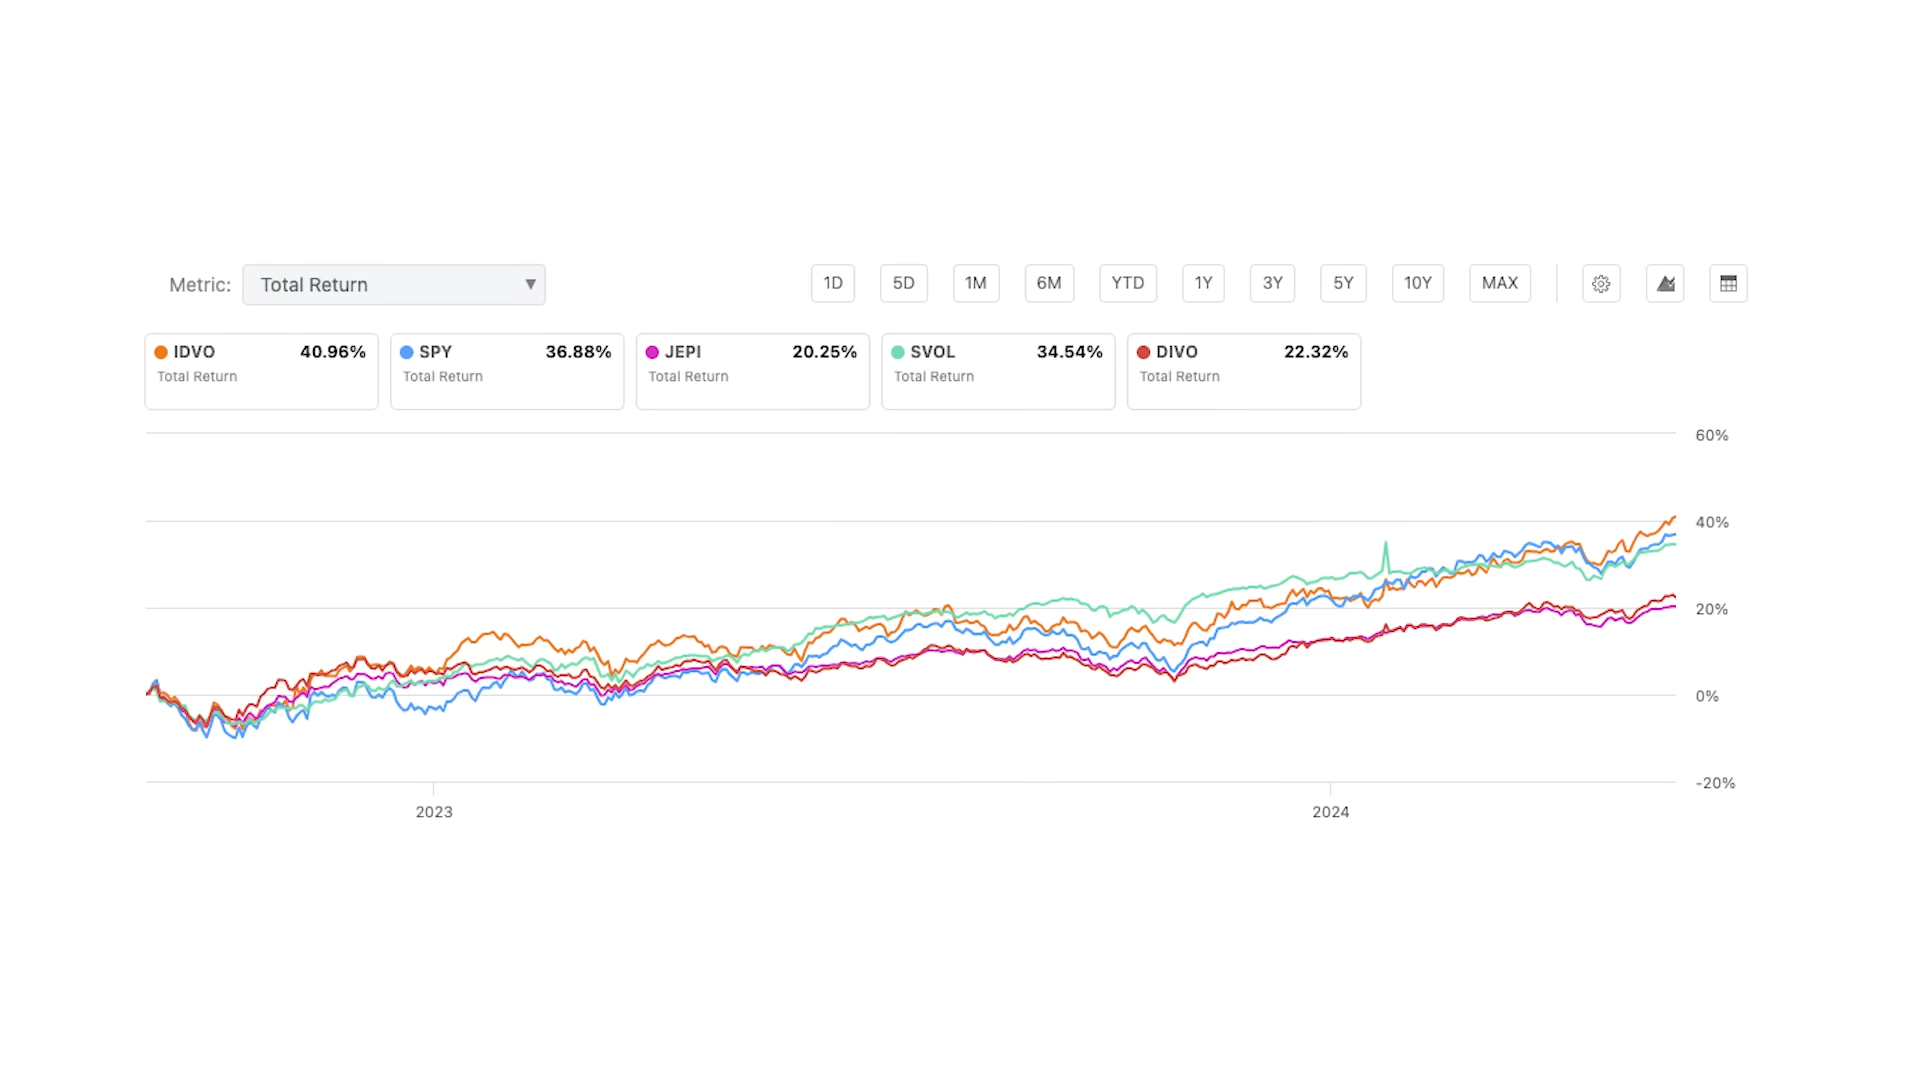 Metric: Total Return ▼ 1D 5D 1M 6M YTD 1Y 3Y 5Y 10Y MAX
IDVO 40.96% SPY 36.88% JEPI 20.25% SVOL 34.54% DIVO 22.32%
Total Return Total Return Total Return Total Return Total Return
60%
40%
20%
0%
-20%
2023 2024